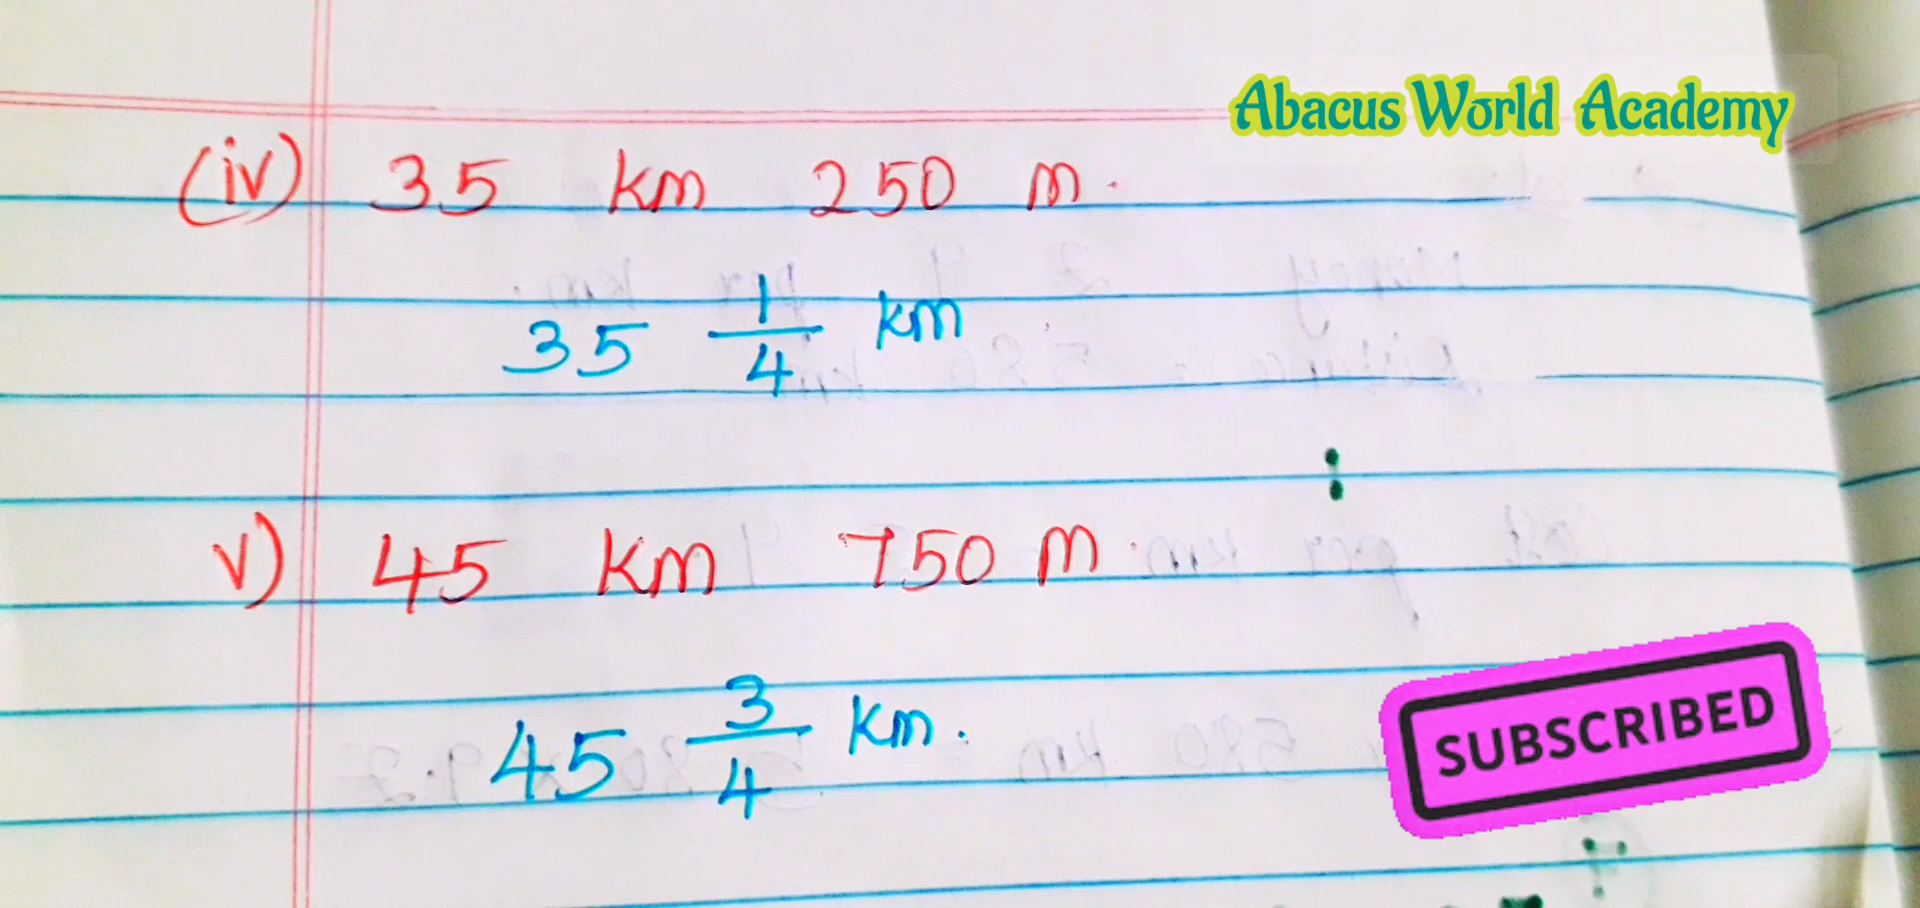 Abacus World Academy
(iv) 35 km 250 m.
35 1/4 km
v) 45 km 750 m.
45 3/4 km.
SUBSCRIBED